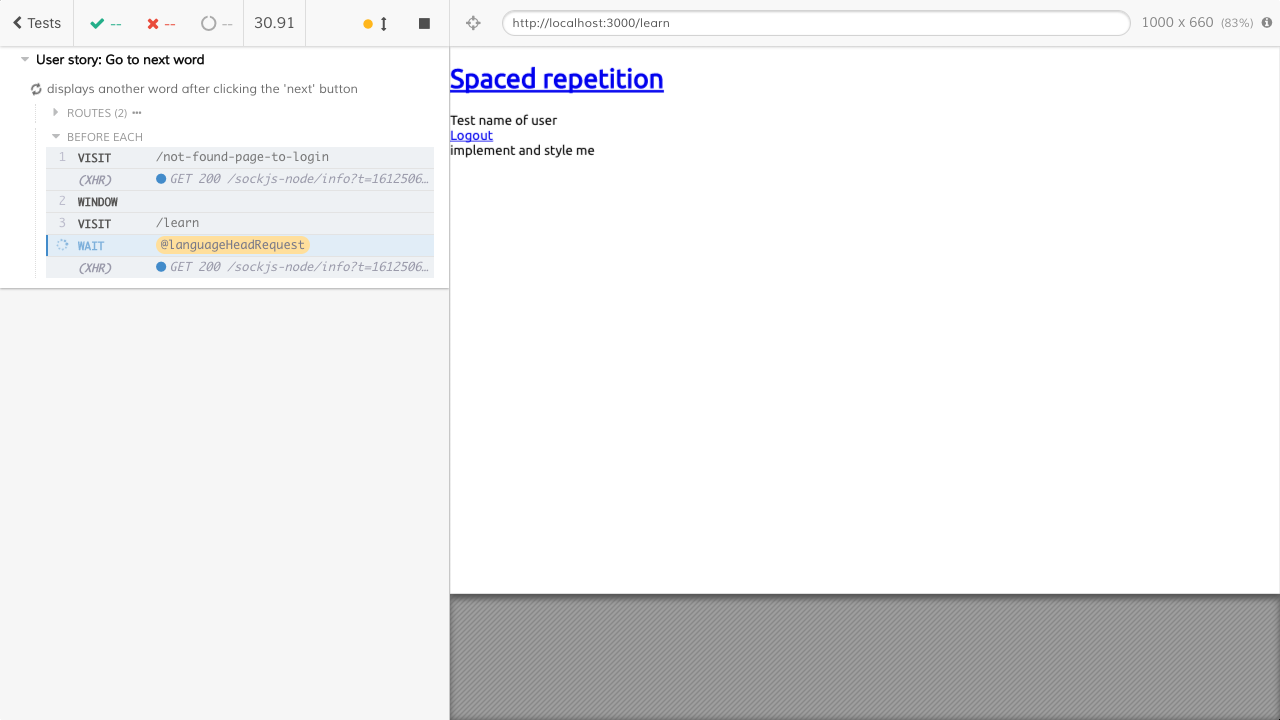 Tests
--
--
--
30.91
http://localhost:3000/learn
1000 x 660 (83%)
User story: Go to next word
displays another word after clicking the 'next' button
ROUTES (2)
BEFORE EACH
1 VISIT /not-found-page-to-login
(XHR) GET 200 /sockjs-node/info?t=1612506…
2 WINDOW
3 VISIT /learn
WAIT @languageHeadRequest
(XHR) GET 200 /sockjs-node/info?t=1612506…
Spaced repetition
Test name of user
Logout
implement and style me